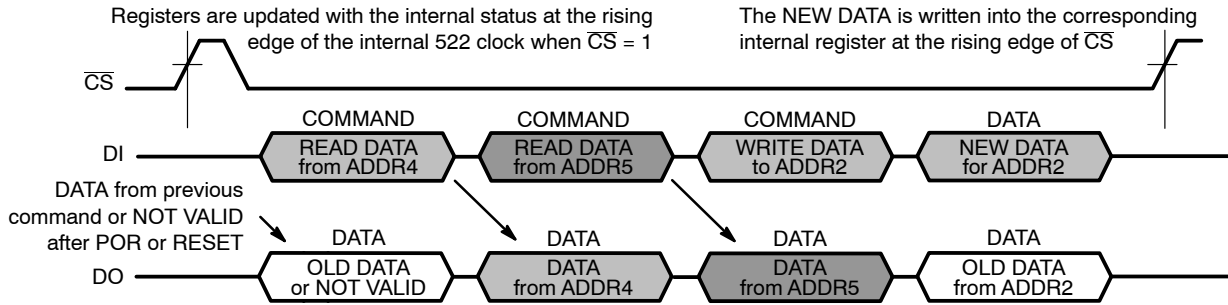 Registers are updated with the internal status at the rising
edge of the internal 522 clock when CS = 1
The NEW DATA is written into the corresponding
internal register at the rising edge of CS
CS
COMMAND
COMMAND
COMMAND
DATA
DI
READ DATA
from ADDR4
READ DATA
from ADDR5
WRITE DATA
to ADDR2
NEW DATA
for ADDR2
DATA from previous
command or NOT VALID
after POR or RESET
DATA
DATA
DATA
DATA
DO
OLD DATA
or NOT VALID
DATA
from ADDR4
DATA
from ADDR5
OLD DATA
from ADDR2